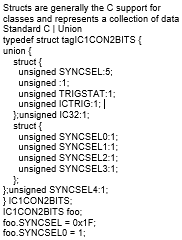 Structs are generally the C support for
classes and represents a collection of data
Standard C | Union
typedef struct tagIC1CON2BITS {
union {
struct {
unsigned SYNCSEL:5;
unsigned :1;
unsigned TRIGSTAT:1;
unsigned ICTRIG:1; |
};unsigned IC32:1;
struct {
unsigned SYNCSEL0:1;
unsigned SYNCSEL1:1;
unsigned SYNCSEL2:1;
unsigned SYNCSEL3:1;
};
};unsigned SYNCSEL4:1;
} IC1CON2BITS;
IC1CON2BITS foo;
foo.SYNCSEL = 0x1F;
foo.SYNCSEL0 = 1;